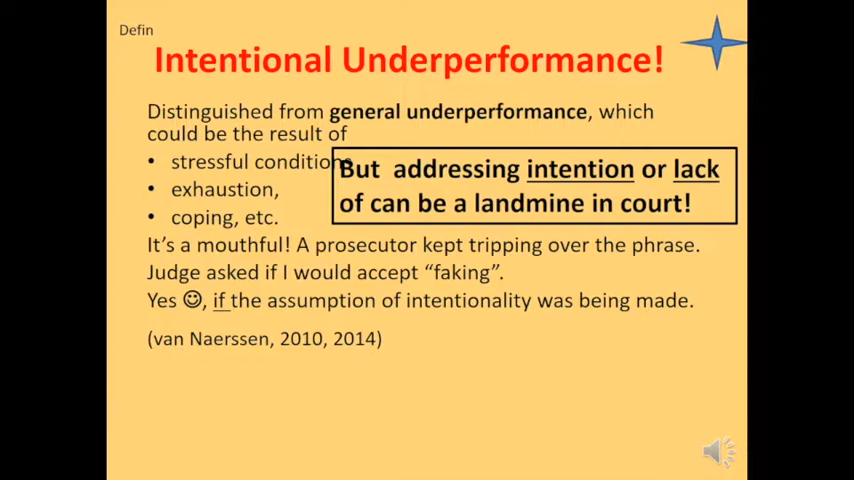 Defin
Intentional Underperformance!
Distinguished from general underperformance, which
could be the result of
• stressful conditions
• exhaustion,
• coping, etc.
But addressing intention or lack
of can be a landmine in court!
It's a mouthful! A prosecutor kept tripping over the phrase.
Judge asked if I would accept “faking”.
Yes ☺, if the assumption of intentionality was being made.
(van Naerssen, 2010, 2014)